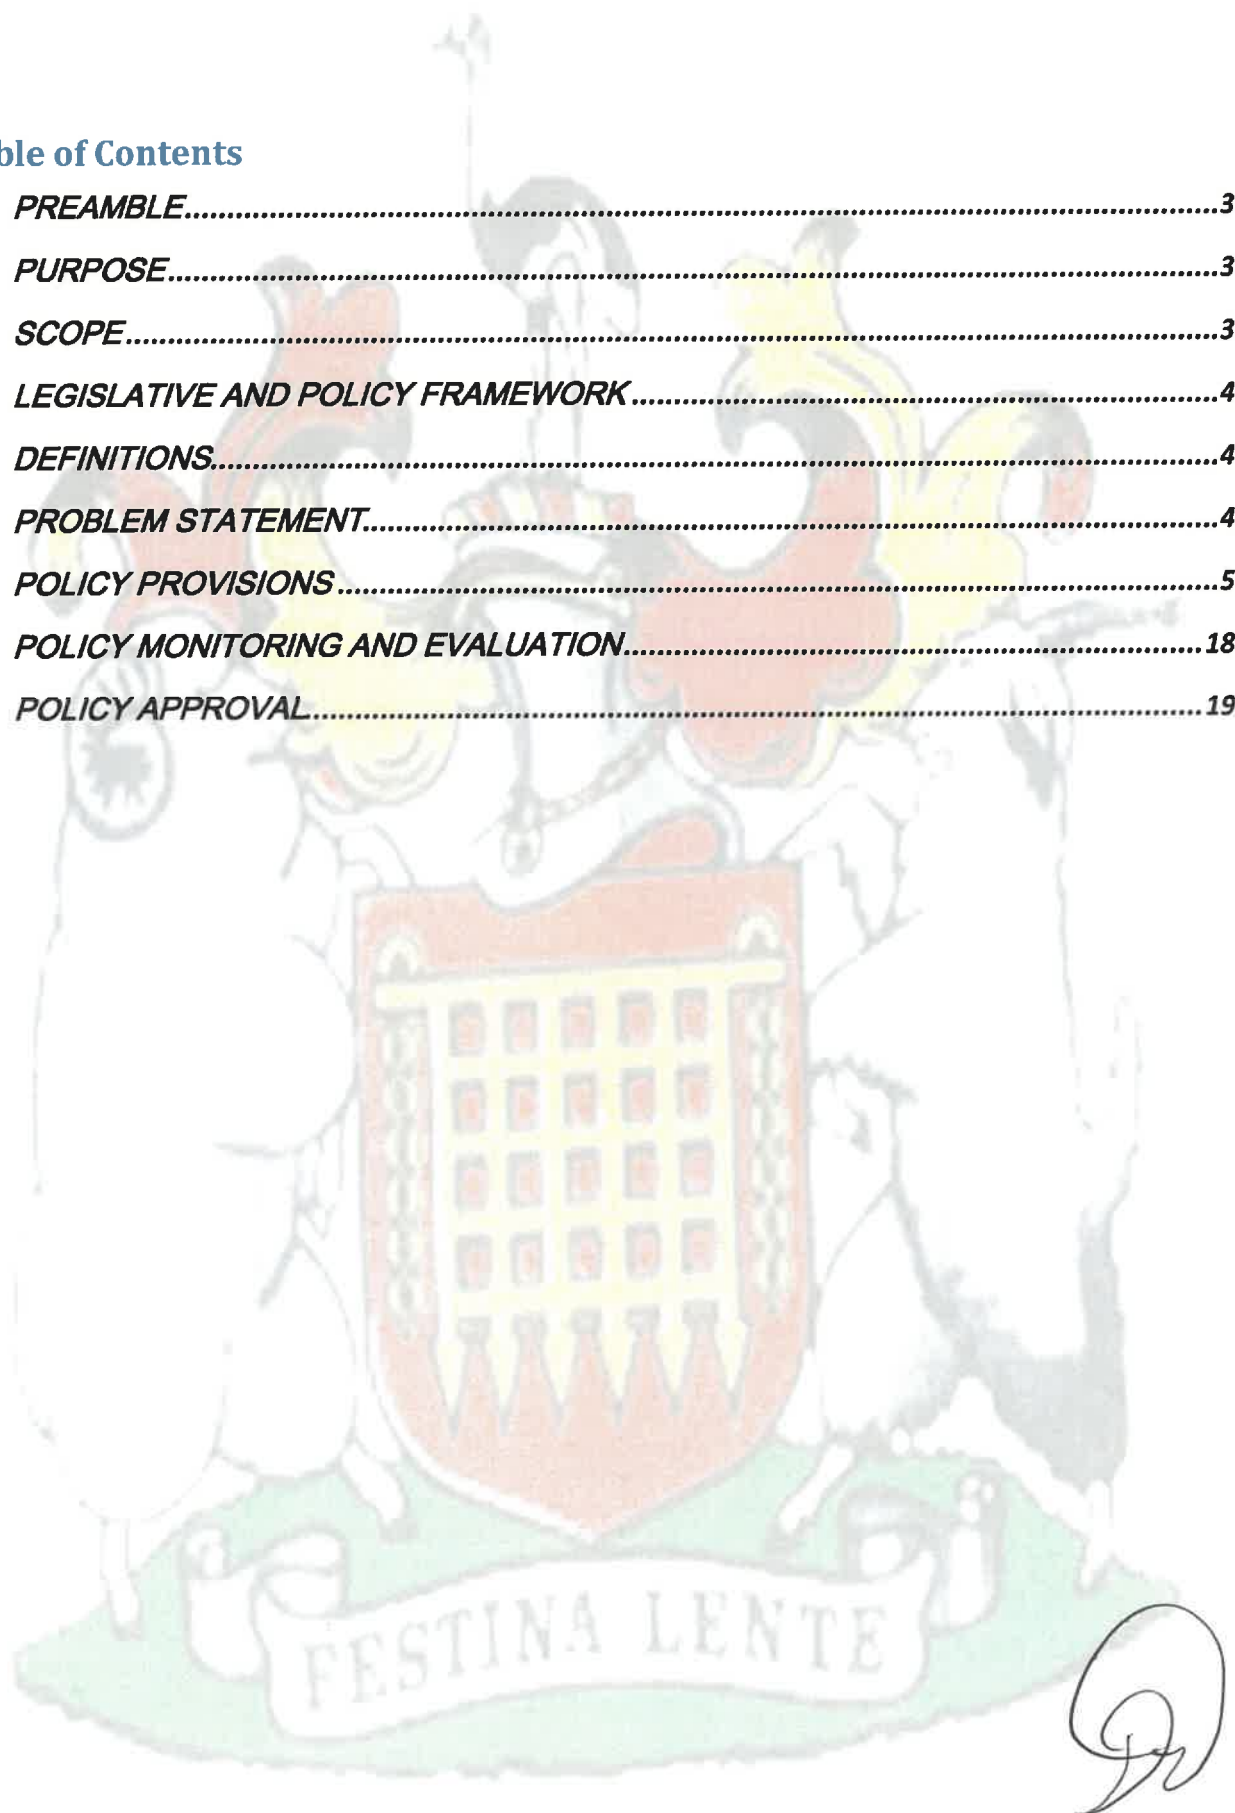 ble of Contents
PREAMBLE.....3
PURPOSE.....3
SCOPE.....3
LEGISLATIVE AND POLICY FRAMEWORK.....4
DEFINITIONS.....4
PROBLEM STATEMENT.....4
POLICY PROVISIONS.....5
POLICY MONITORING AND EVALUATION.....18
POLICY APPROVAL.....19
FESTINA LENTE